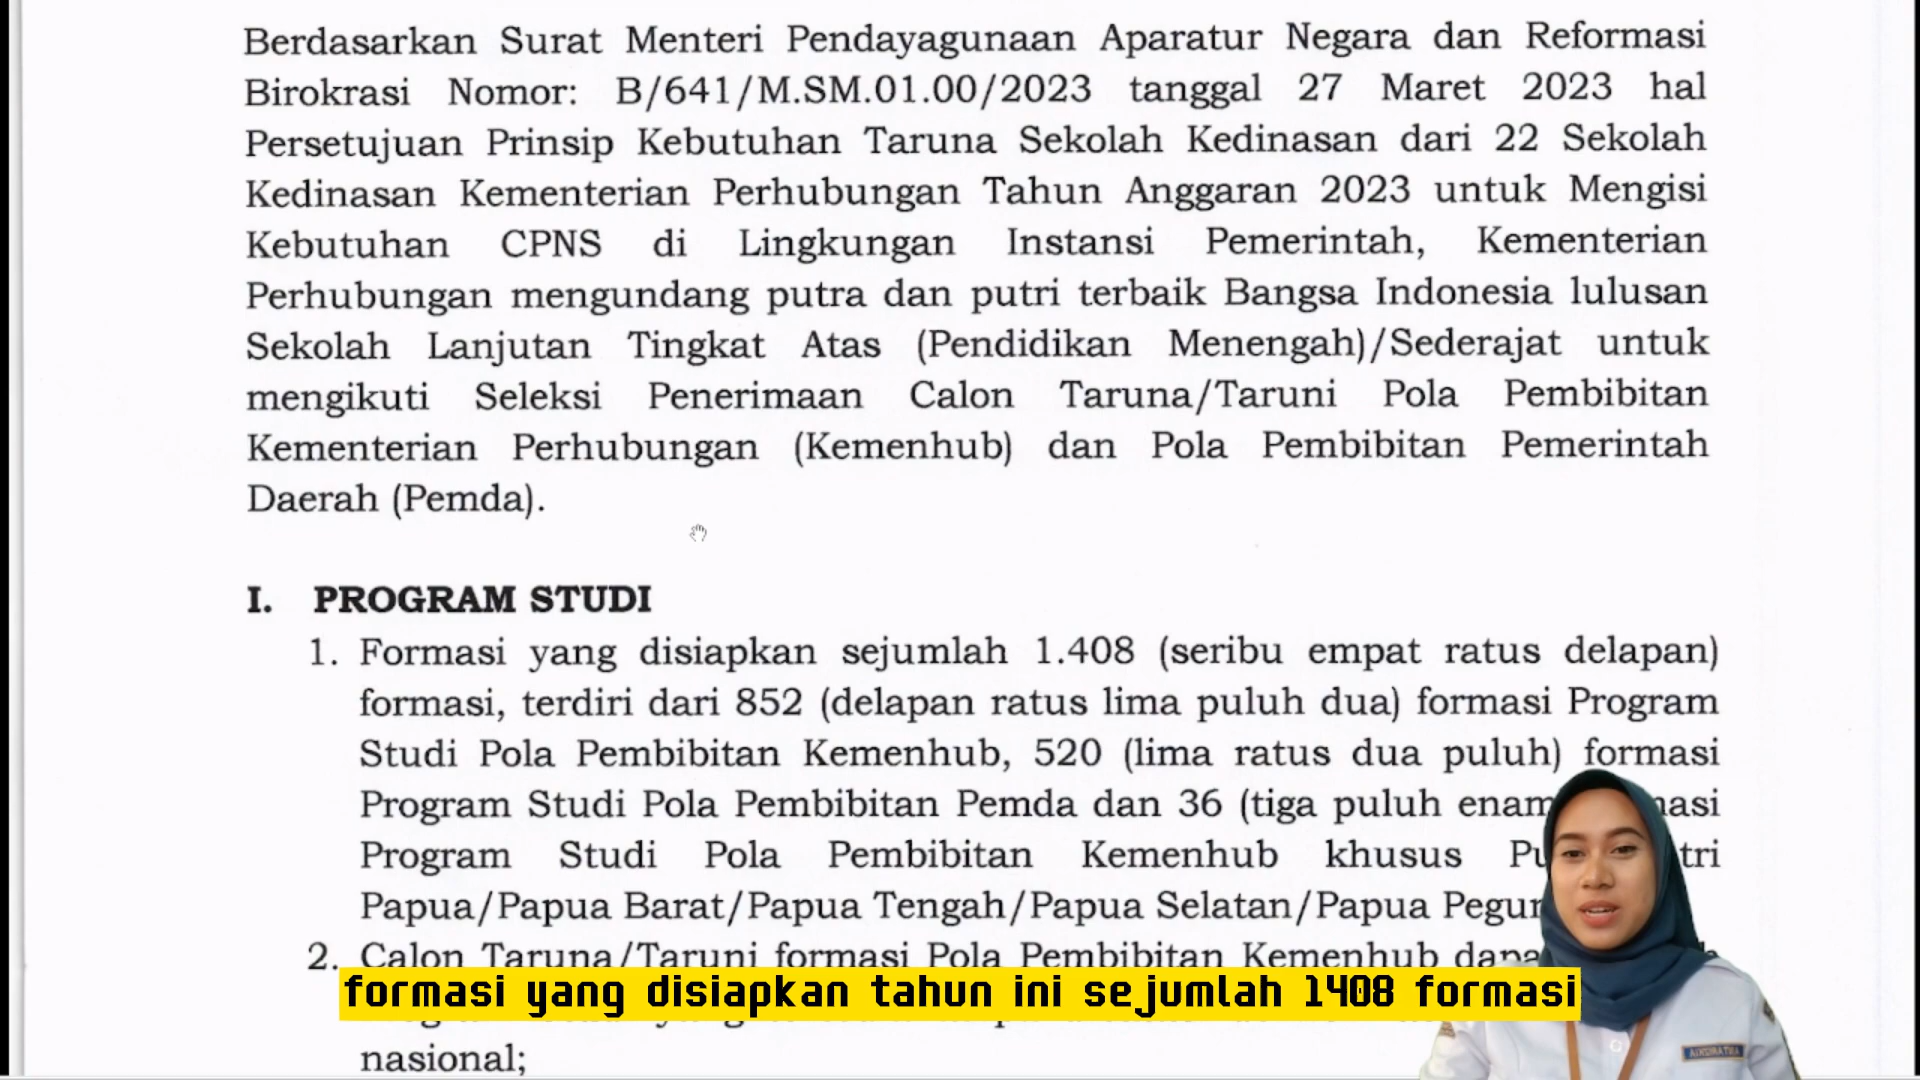 Berdasarkan Surat Menteri Pendayagunaan Aparatur Negara dan Reformasi
Birokrasi Nomor: B/641/M.SM.01.00/2023 tanggal 27 Maret 2023 hal
Persetujuan Prinsip Kebutuhan Taruna Sekolah Kedinasan dari 22 Sekolah
Kedinasan Kementerian Perhubungan Tahun Anggaran 2023 untuk Mengisi
Kebutuhan CPNS di Lingkungan Instansi Pemerintah, Kementerian
Perhubungan mengundang putra dan putri terbaik Bangsa Indonesia lulusan
Sekolah Lanjutan Tingkat Atas (Pendidikan Menengah)/Sederajat untuk
mengikuti Seleksi Penerimaan Calon Taruna/Taruni Pola Pembibitan
Kementerian Perhubungan (Kemenhub) dan Pola Pembibitan Pemerintah
Daerah (Pemda).
I. PROGRAM STUDI
1. Formasi yang disiapkan sejumlah 1.408 (seribu empat ratus delapan)
formasi, terdiri dari 852 (delapan ratus lima puluh dua) formasi Program
Studi Pola Pembibitan Kemenhub, 520 (lima ratus dua puluh) formasi
Program Studi Pola Pembibitan Pemda dan 36 (tiga puluh enam
Program Studi Pola Pembibitan Kemenhub khusus
Papua/Papua Barat/Papua Tengah/Papua Selatan/Papua
2. Calon Taruna/Taruni formasi Pola Pembibitan Kemenhub
formasi yang disiapkan tahun ini sejumlah 1408 formasi
nasional;